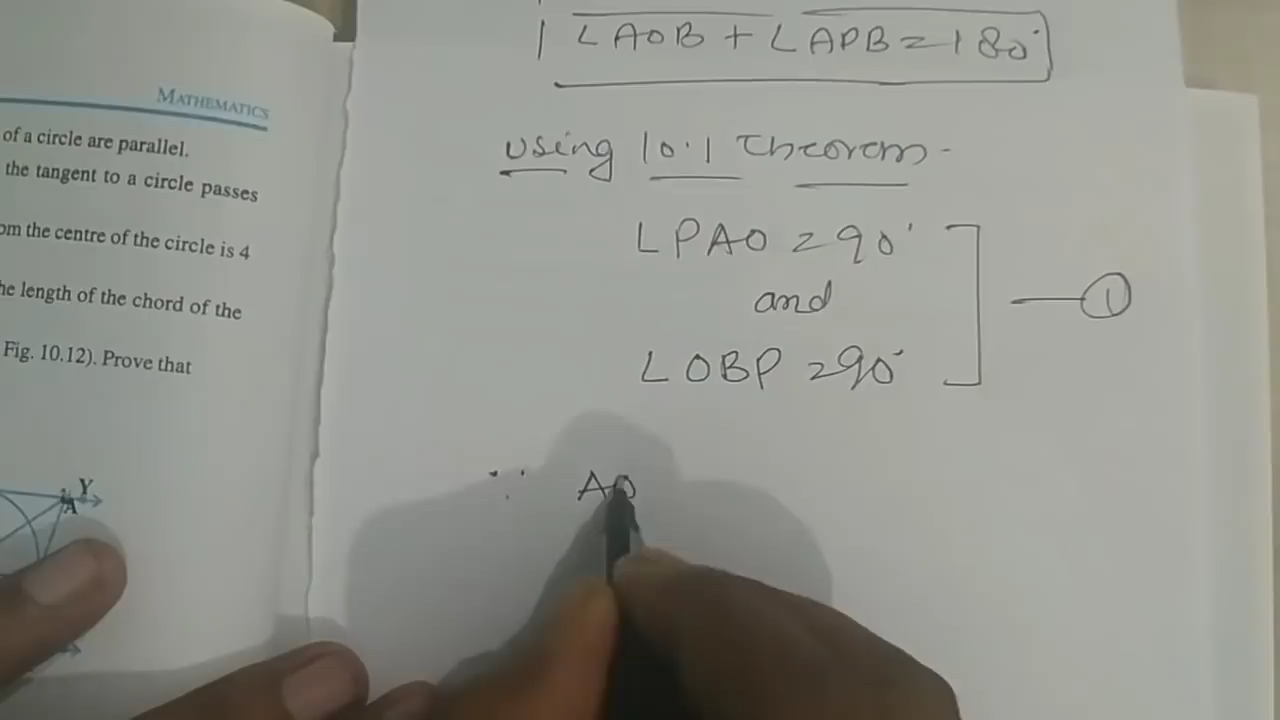 MATHEMATICS
of a circle are parallel.
the tangent to a circle passes
om the centre of the circle is 4
he length of the chord of the
Fig. 10.12). Prove that
Y
A
∠AOB + ∠APB = 180°
using 10.1 Theorem -
∠PAO = 90°
and
∠OBP = 90°
1
∵ AO